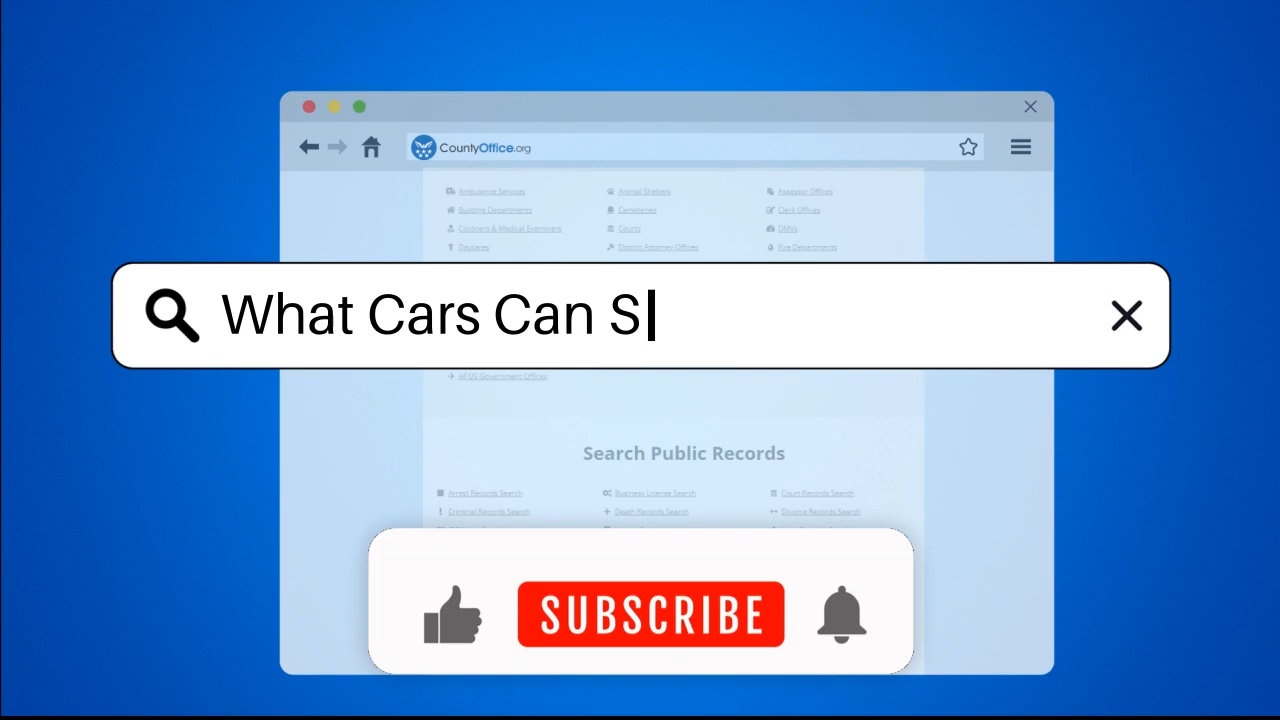 CountyOffice.org
Ambulance Services Animal Shelters Assessor Offices
Building Departments Cemeteries Clerk Offices
Coroners & Medical Examiners Courts DMVs
Daycares District Attorney Offices Fire Departments
What Cars Can S
All US Government Offices
Search Public Records
Arrest Records Search Business License Search Court Records Search
Criminal Records Search Death Records Search Divorce Records Search
SUBSCRIBE